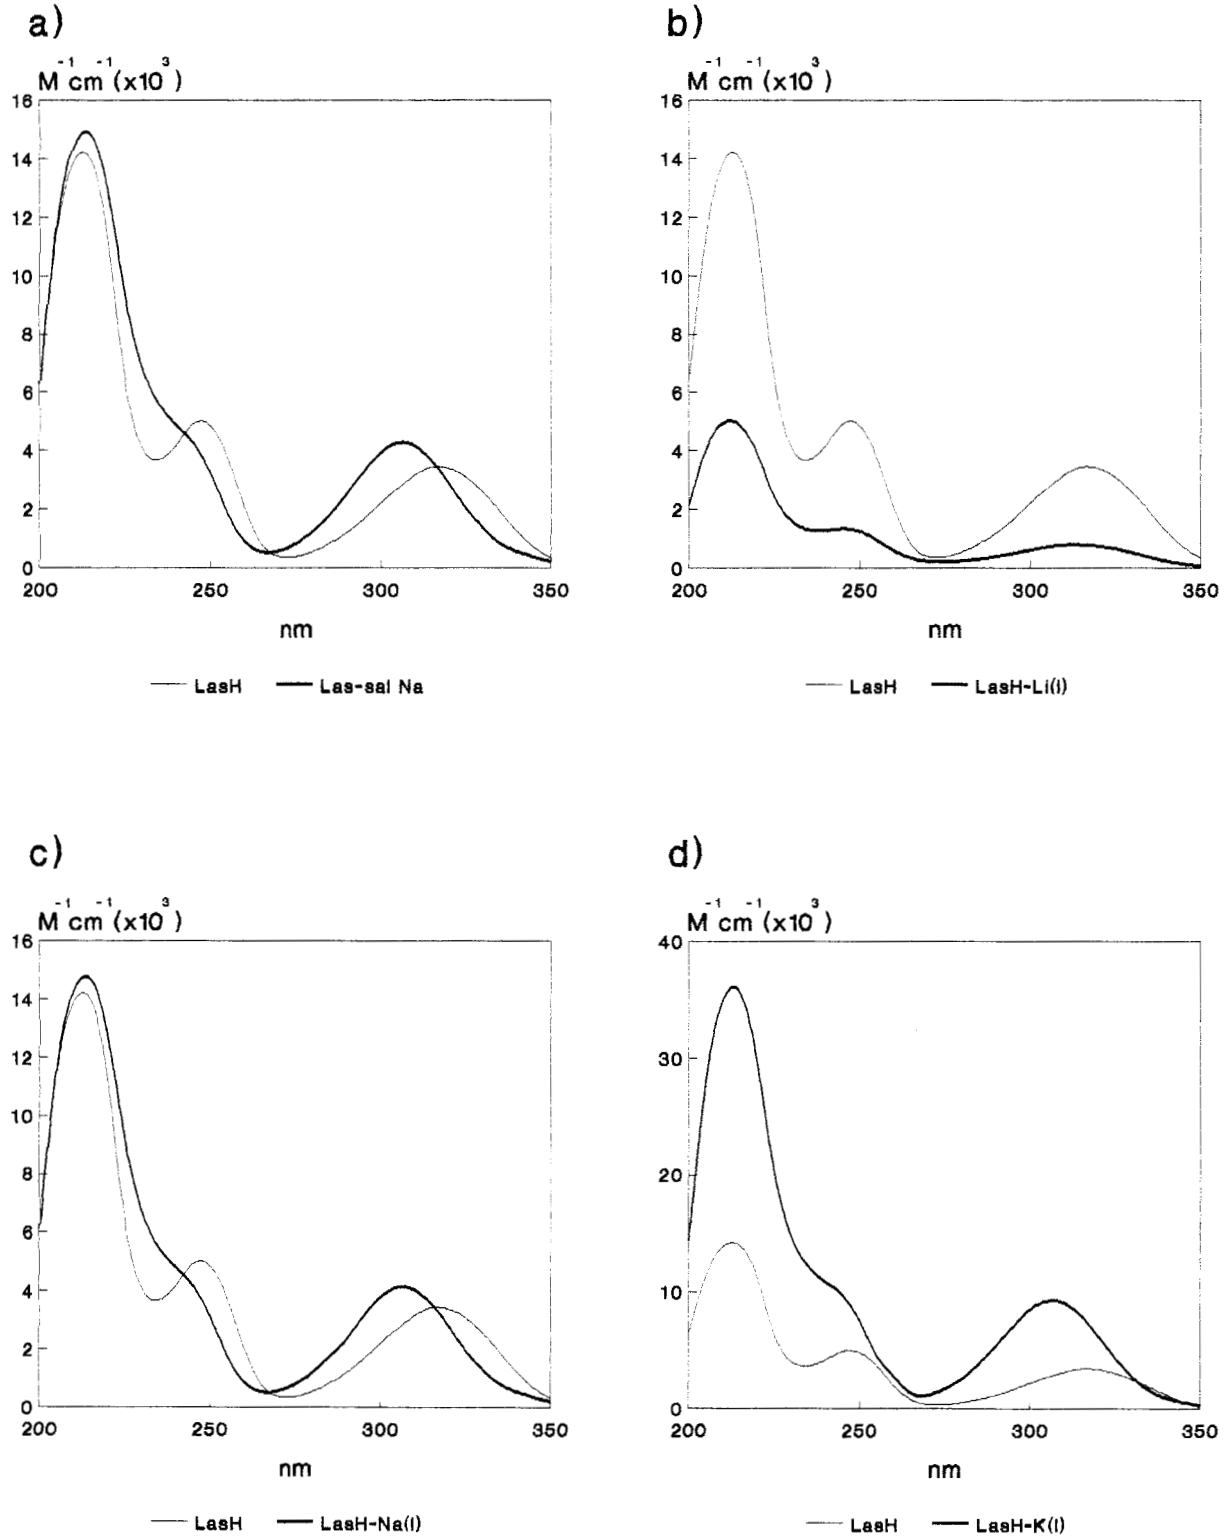 a)
M⁻¹cm⁻¹(x10³)
16
14
12
10
8
6
4
2
0
200 250 300 350
nm
LasH Las-sal Na
b)
M⁻¹cm⁻¹(x10³)
16
14
12
10
8
6
4
2
0
200 250 300 350
nm
LasH LasH-Li(I)
c)
M⁻¹cm⁻¹(x10³)
16
14
12
10
8
6
4
2
0
200 250 300 350
nm
LasH LasH-Na(I)
d)
M⁻¹cm⁻¹(x10³)
40
30
20
10
0
200 250 300 350
nm
LasH LasH-K(I)